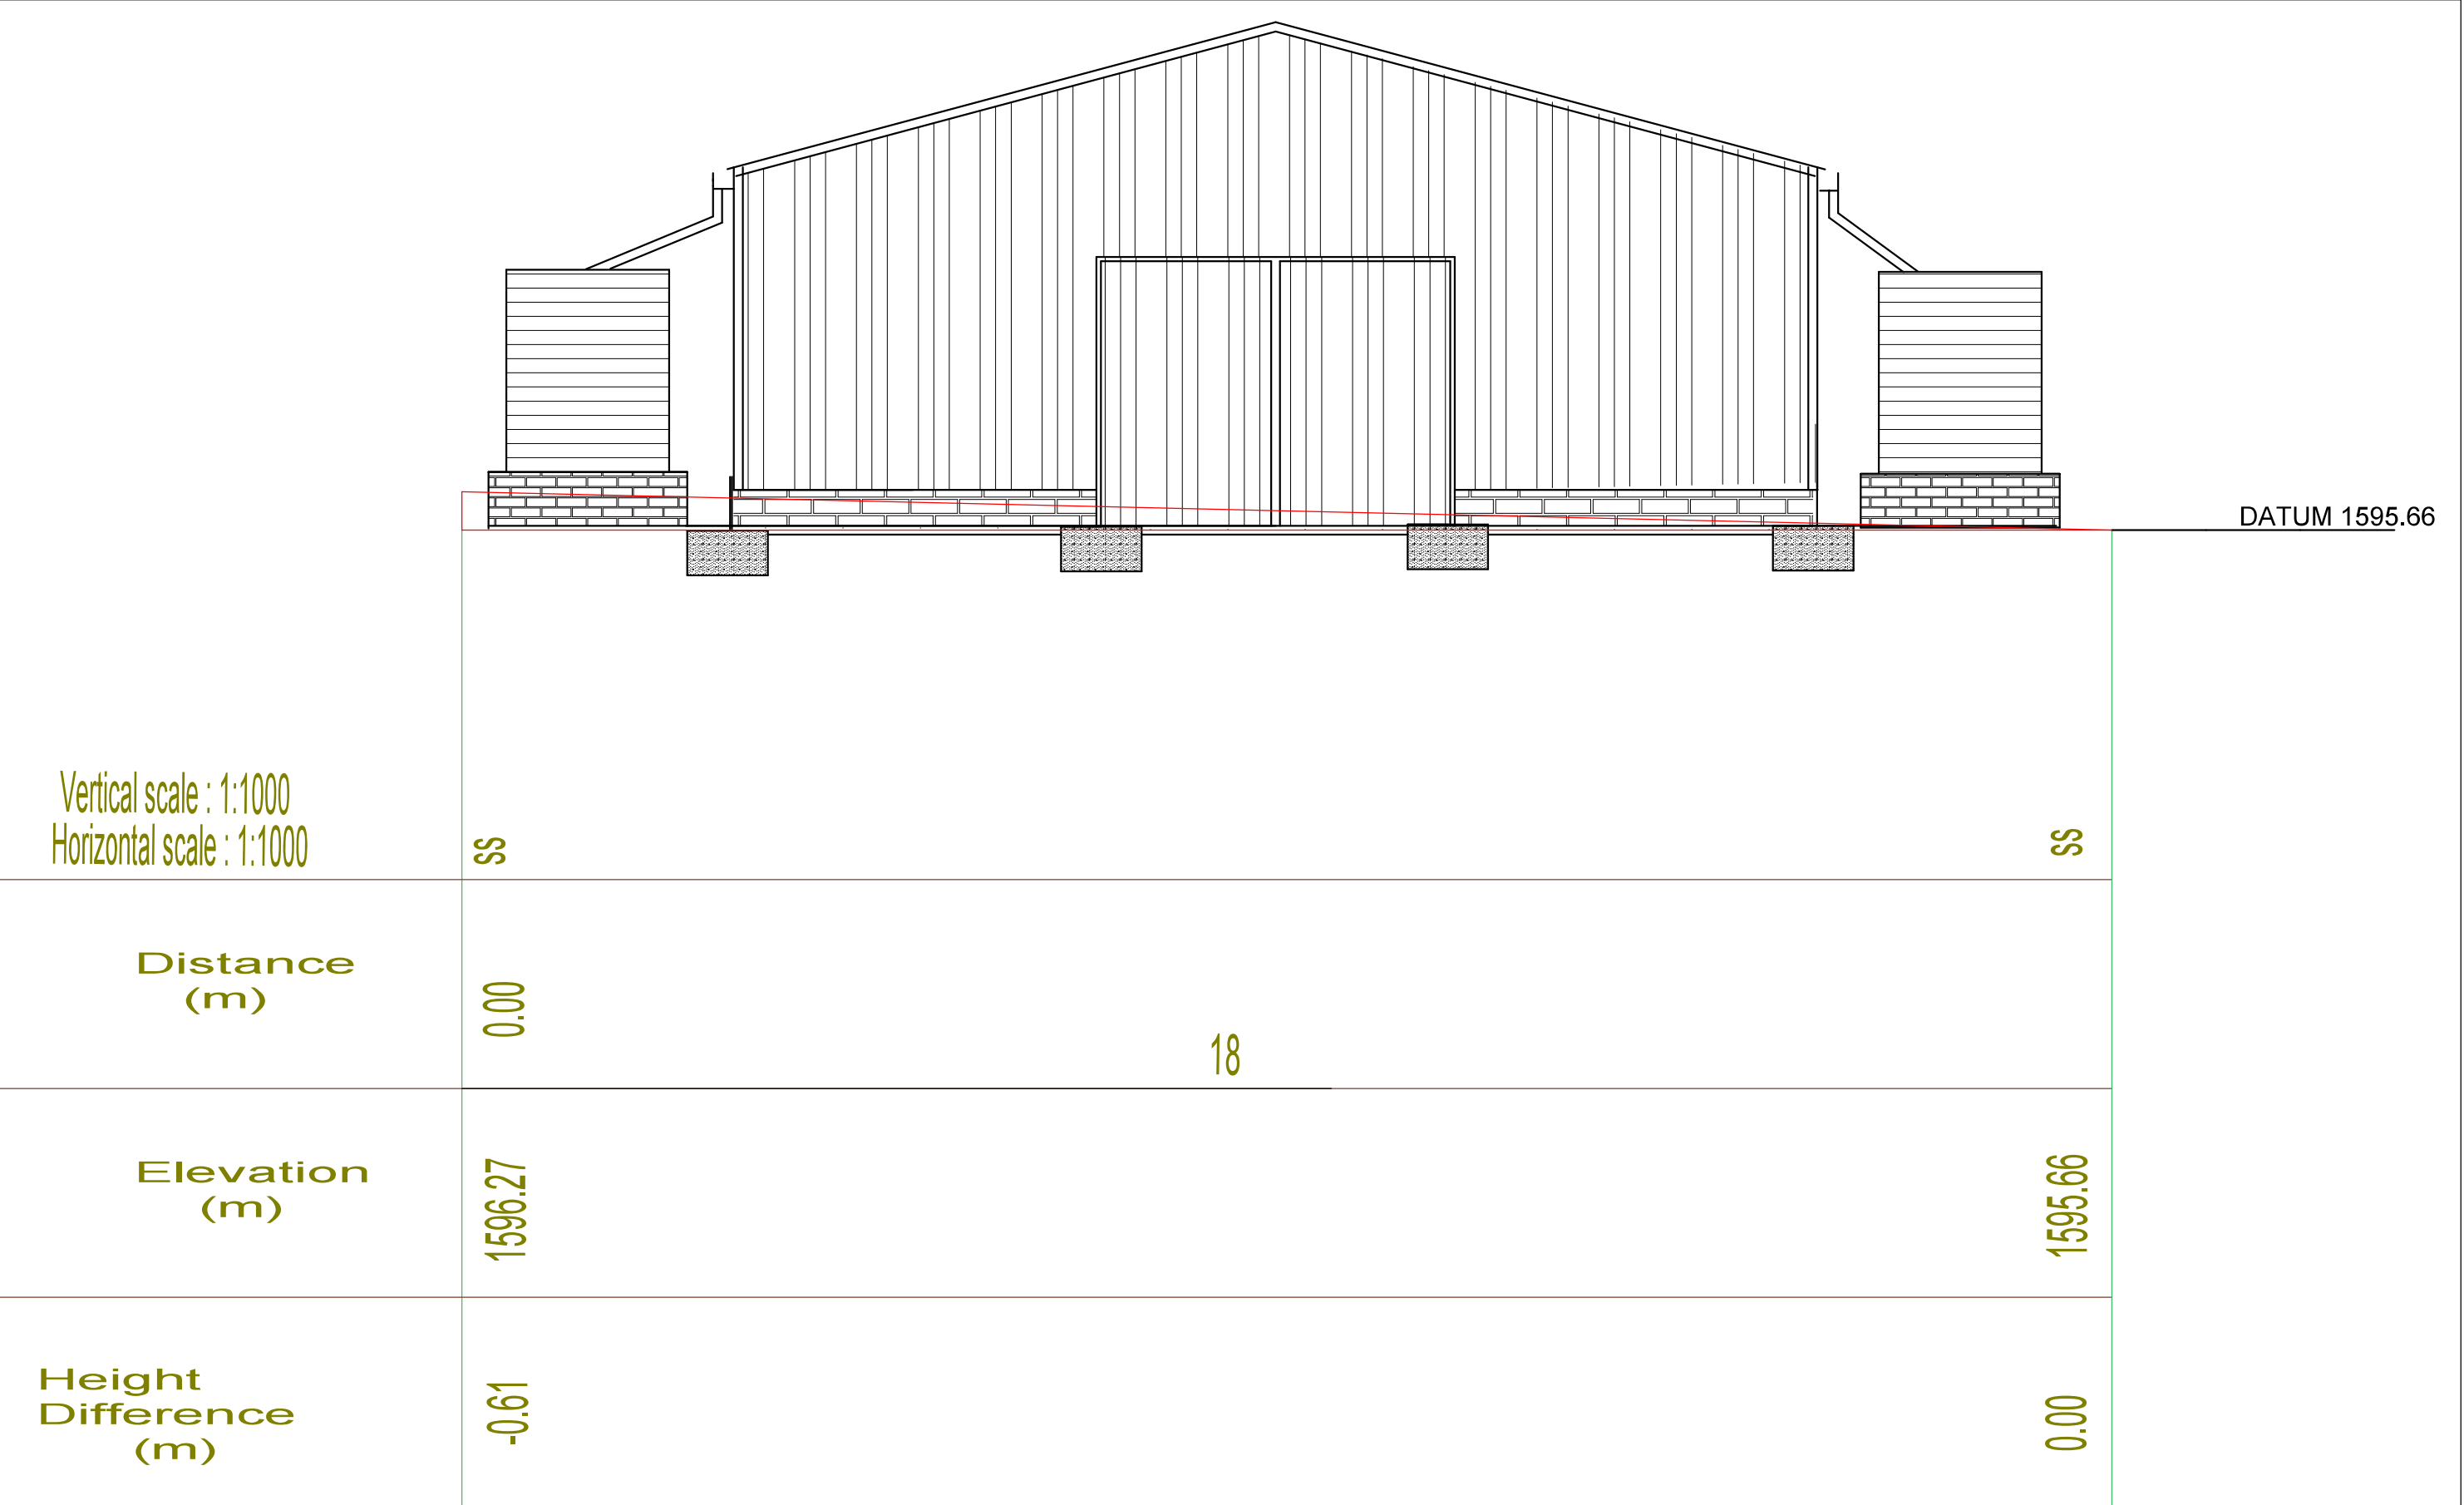 DATUM 1595.66
Vertical scale : 1:1000
Horizontal scale : 1:1000
ss
ss
Distance
(m)
0.00
18
Elevation
(m)
1596.27
1595.66
Height
Difference
(m)
-0.61
0.00